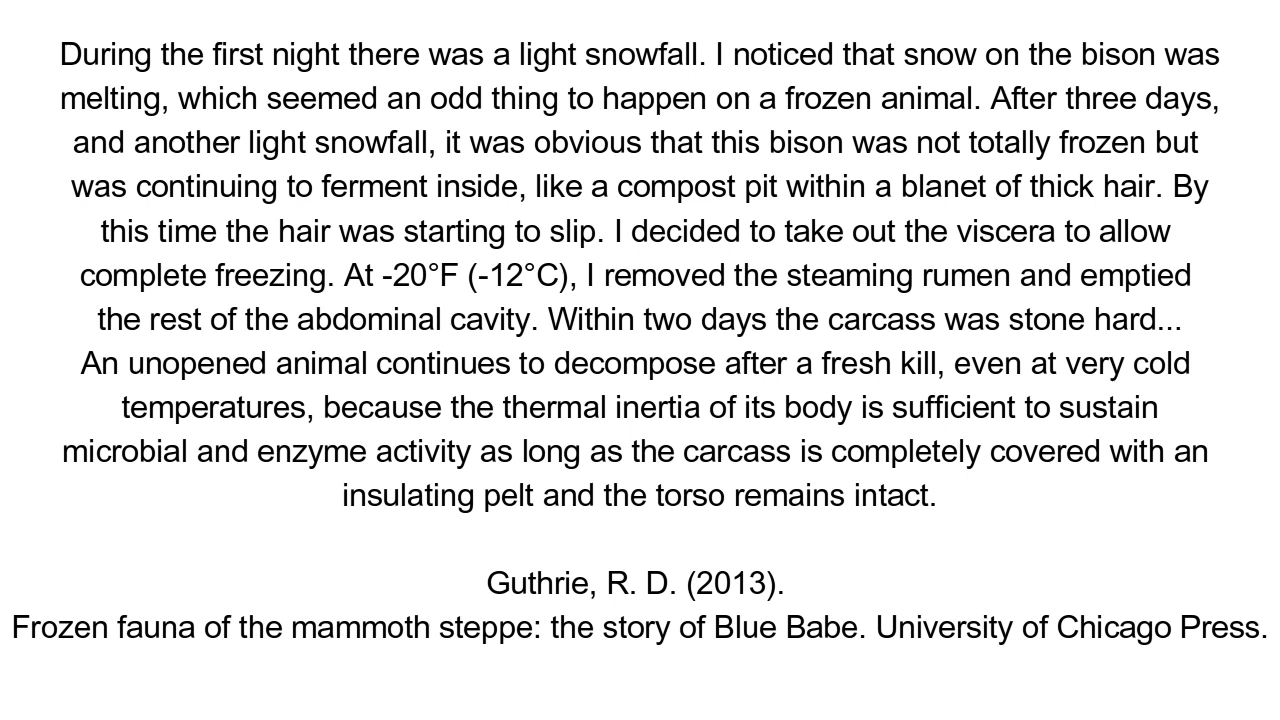 During the first night there was a light snowfall. I noticed that snow on the bison was
melting, which seemed an odd thing to happen on a frozen animal. After three days,
and another light snowfall, it was obvious that this bison was not totally frozen but
was continuing to ferment inside, like a compost pit within a blanet of thick hair. By
this time the hair was starting to slip. I decided to take out the viscera to allow
complete freezing. At -20°F (-12°C), I removed the steaming rumen and emptied
the rest of the abdominal cavity. Within two days the carcass was stone hard...
An unopened animal continues to decompose after a fresh kill, even at very cold
temperatures, because the thermal inertia of its body is sufficient to sustain
microbial and enzyme activity as long as the carcass is completely covered with an
insulating pelt and the torso remains intact.
Guthrie, R. D. (2013).
Frozen fauna of the mammoth steppe: the story of Blue Babe. University of Chicago Press.